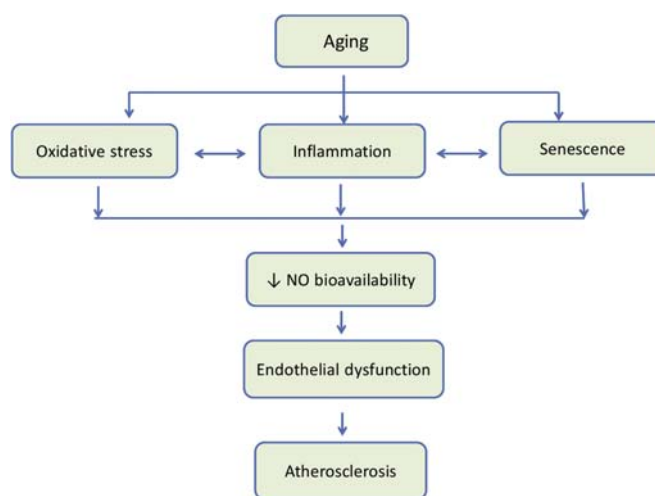 Aging
Oxidative stress
Inflammation
Senescence
↓ NO bioavailability
Endothelial dysfunction
Atherosclerosis